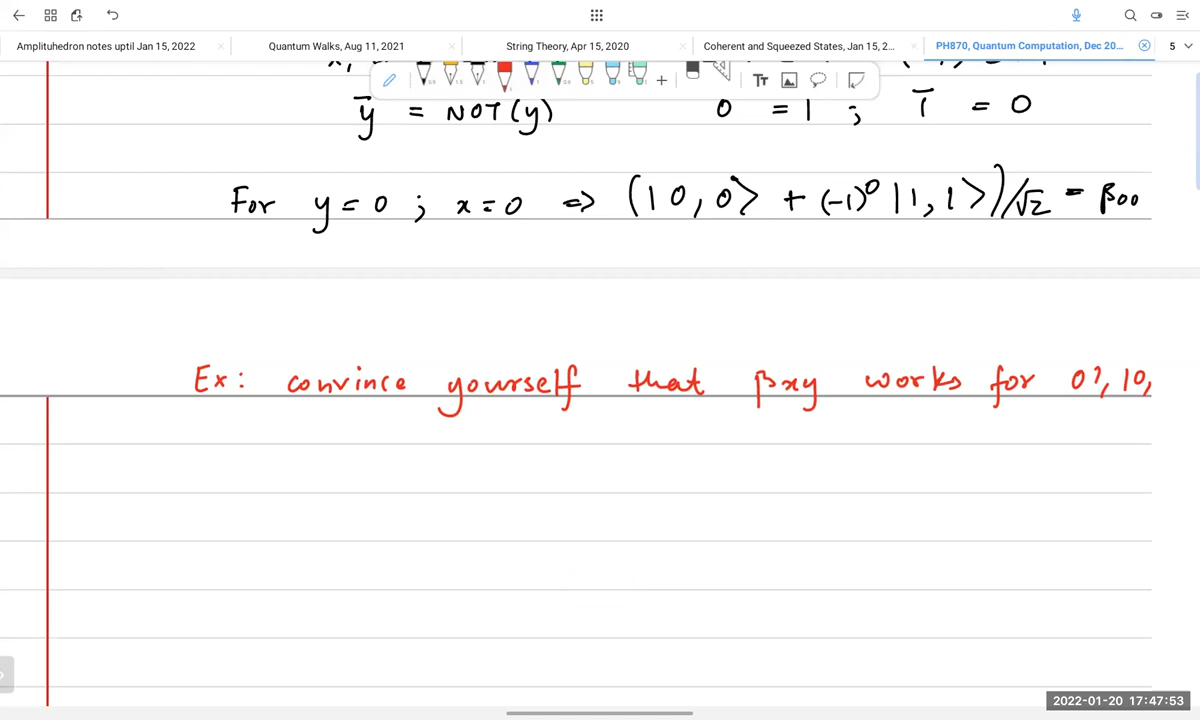 Amplituhedron notes uptil Jan 15, 2022
Quantum Walks, Aug 11, 2021
String Theory, Apr 15, 2020
Coherent and Squeezed States, Jan 15, 2...
PH870, Quantum Computation, Dec 20...
5
Tт
ȳ = NOT(y) 0 = 1 ; 1̄ = 0
For y = 0 ; x = 0 => (|0,0> + (-1)⁰ |1,1>)/√2 = β₀₀
Ex: convince yourself that βxy works for 01, 10,
2022-01-20 17:47:53